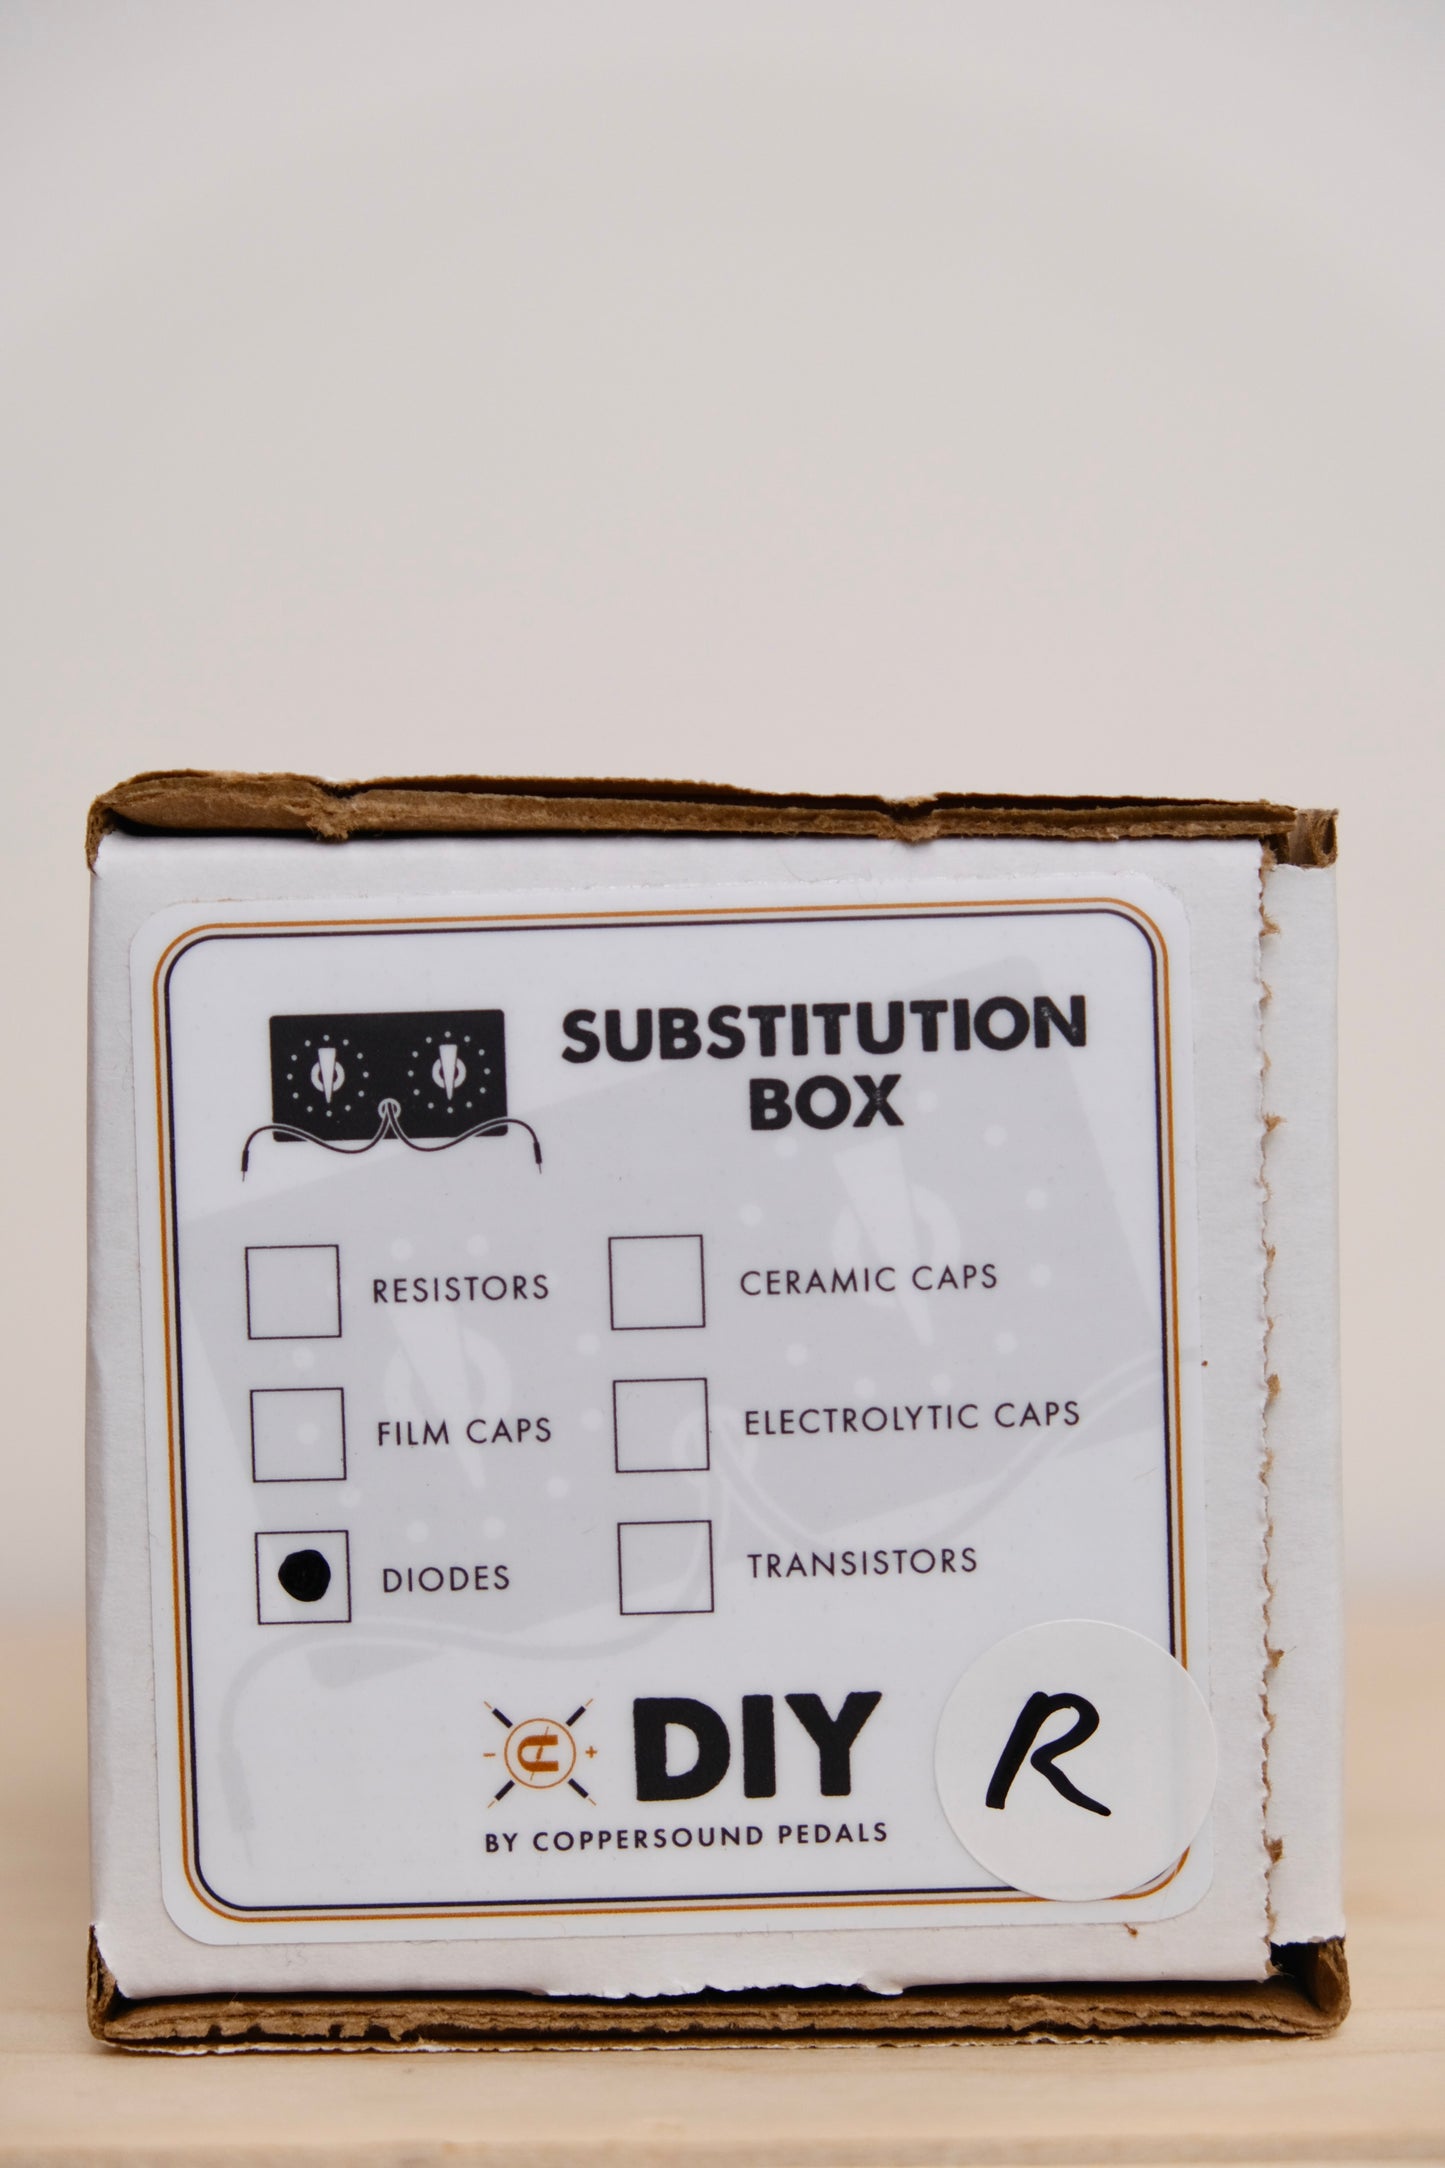 SUBSTITUTION
BOX
RESISTORS
CERAMIC CAPS
FILM CAPS
ELECTROLYTIC CAPS
DIODES
TRANSISTORS
- +
DIY
BY COPPERSOUND PEDALS
R